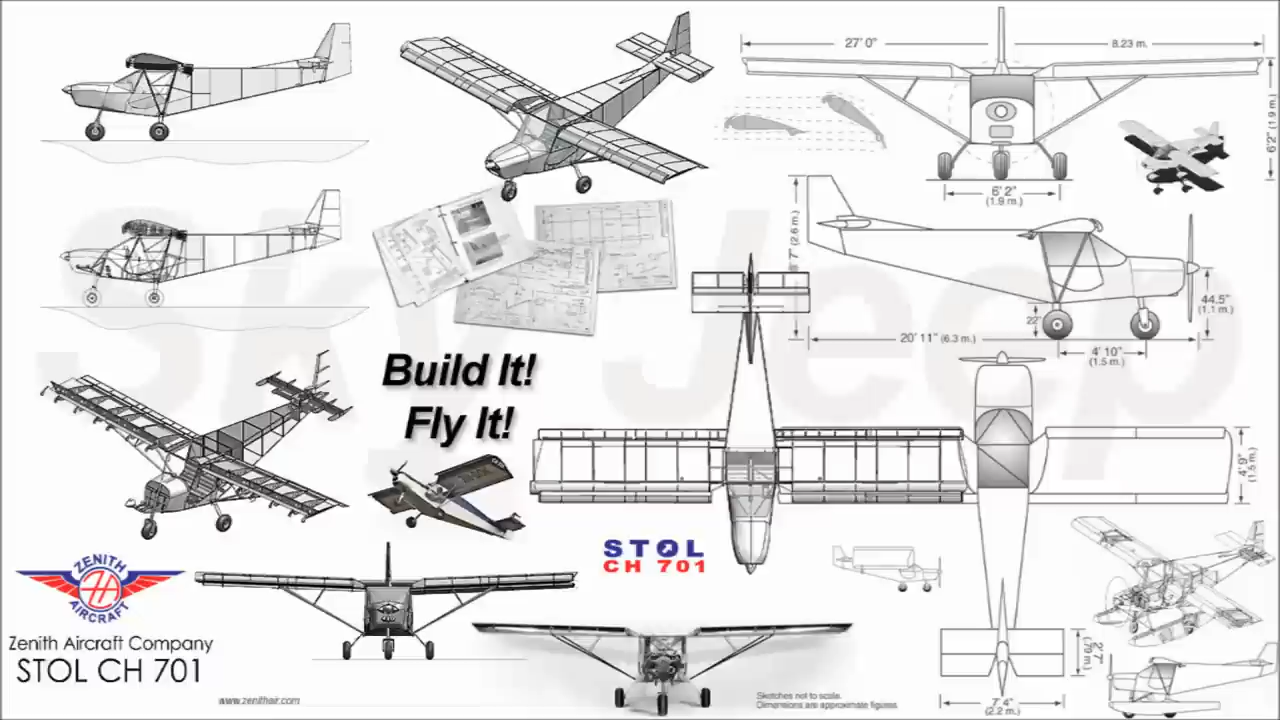 27' 0"
8.23 m.
6'2" (1.9 m.)
6' 2"
(1.9 m.)
Sky Jeep
7" (2.6 m.)
44.5"
(1.1 m.)
22"
20' 11" (6.3 m.)
4' 10"
(1.5 m.)
Build It!
Fly It!
4' 9"
(1.5 m.)
STOL
CH 701
ZENITH
AIRCRAFT
Zenith Aircraft Company
STOL CH 701
www.zenithair.com
Sketches not to scale.
Dimensions are approximate figures.
2' 7"
(.79 m.)
7' 4"
(2.2 m.)